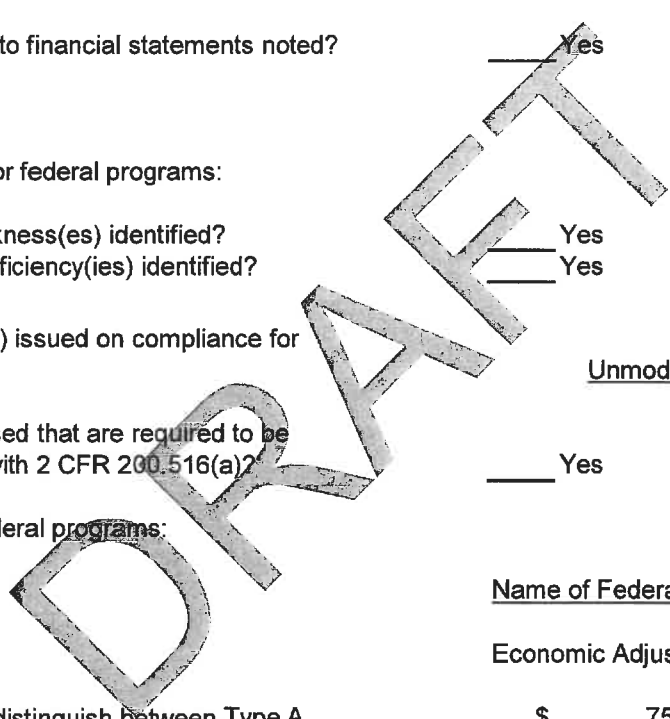 to financial statements noted? Yes
or federal programs:
kness(es) identified? Yes
ficiency(ies) identified? Yes
) issued on compliance for
Unmod
sed that are required to be
with 2 CFR 200.516(a)? Yes
deral programs:
Name of Federa
Economic Adjus
distinguish between Type A
$ 75
DRAFT